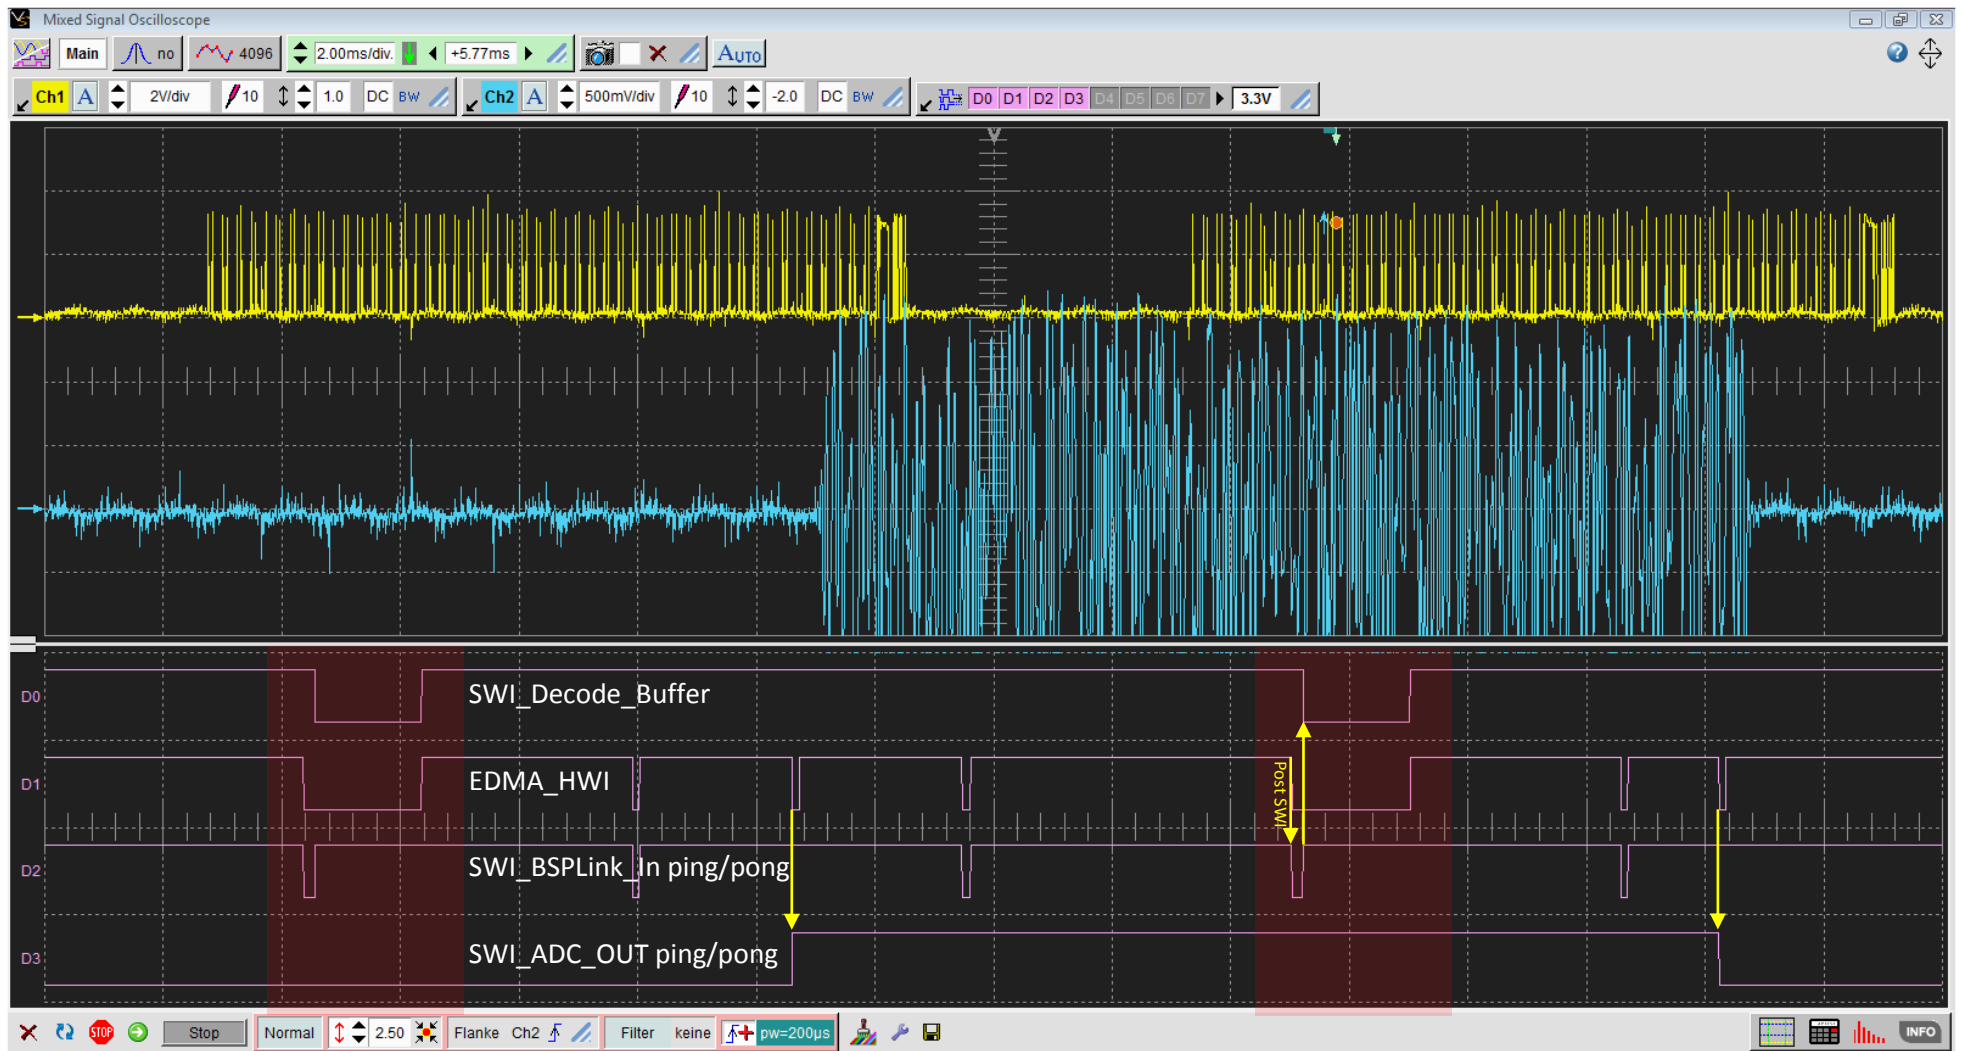 Mixed Signal Oscilloscope
Main no 4096 2.00ms/div. +5.77ms AUTO
Ch1 A 2V/div 10 1.0 DC BW Ch2 A 500mV/div 10 -2.0 DC BW D0 D1 D2 D3 D4 D5 D6 D7 3.3V
D0 SWI_Decode_Buffer
D1 EDMA_HWI
Post SWI
D2 SWI_BSPLink_In ping/pong
D3 SWI_ADC_OUT ping/pong
STOP Stop Normal 2.50 Flanke Ch2 Filter keine pw=200µs INFO